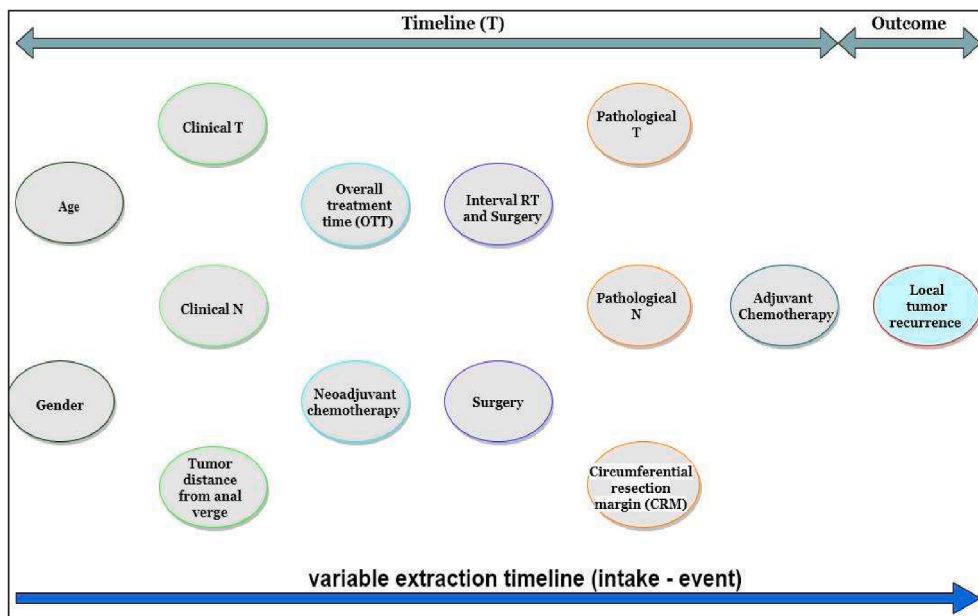 Timeline (T)
Outcome
Clinical T
Pathological
T
Age
Overall
treatment
time (OTT)
Interval RT
and Surgery
Clinical N
Pathological
N
Adjuvant
Chemotherapy
Local
tumor
recurrence
Gender
Neoadjuvant
chemotherapy
Surgery
Tumor
distance
from anal
verge
Circumferential
resection
margin (CRM)
variable extraction timeline (intake - event)